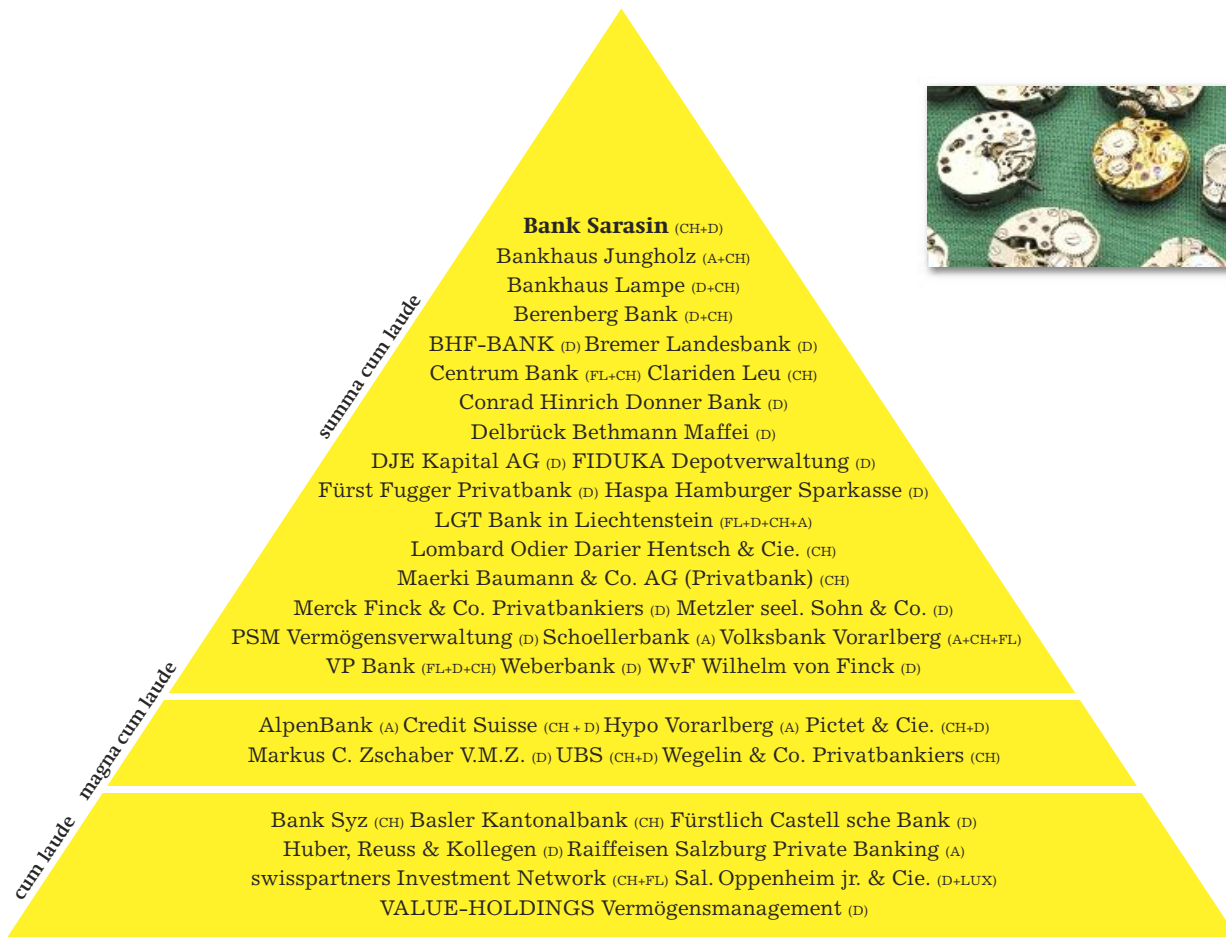 Bank Sarasin (CH+D)
Bankhaus Jungholz (A+CH)
Bankhaus Lampe (D+CH)
Berenberg Bank (D+CH)
BHF-BANK (D) Bremer Landesbank (D)
Centrum Bank (FL+CH) Clariden Leu (CH)
Conrad Hinrich Donner Bank (D)
Delbrück Bethmann Maffei (D)
DJE Kapital AG (D) FIDUKA Depotverwaltung (D)
Fürst Fugger Privatbank (D) Haspa Hamburger Sparkasse (D)
LGT Bank in Liechtenstein (FL+D+CH+A)
Lombard Odier Darier Hentsch & Cie. (CH)
Maerki Baumann & Co. AG (Privatbank) (CH)
Merck Finck & Co. Privatbankiers (D) Metzler seel. Sohn & Co. (D)
PSM Vermögensverwaltung (D) Schoellerbank (A) Volksbank Vorarlberg (A+CH+FL)
VP Bank (FL+D+CH) Weberbank (D) WvF Wilhelm von Finck (D)
summa cum laude
AlpenBank (A) Credit Suisse (CH + D) Hypo Vorarlberg (A) Pictet & Cie. (CH+D)
Markus C. Zschaber V.M.Z. (D) UBS (CH+D) Wegelin & Co. Privatbankiers (CH)
magna cum laude
Bank Syz (CH) Basler Kantonalbank (CH) Fürstlich Castell sche Bank (D)
Huber, Reuss & Kollegen (D) Raiffeisen Salzburg Private Banking (A)
swisspartners Investment Network (CH+FL) Sal. Oppenheim jr. & Cie. (D+LUX)
VALUE-HOLDINGS Vermögensmanagement (D)
cum laude